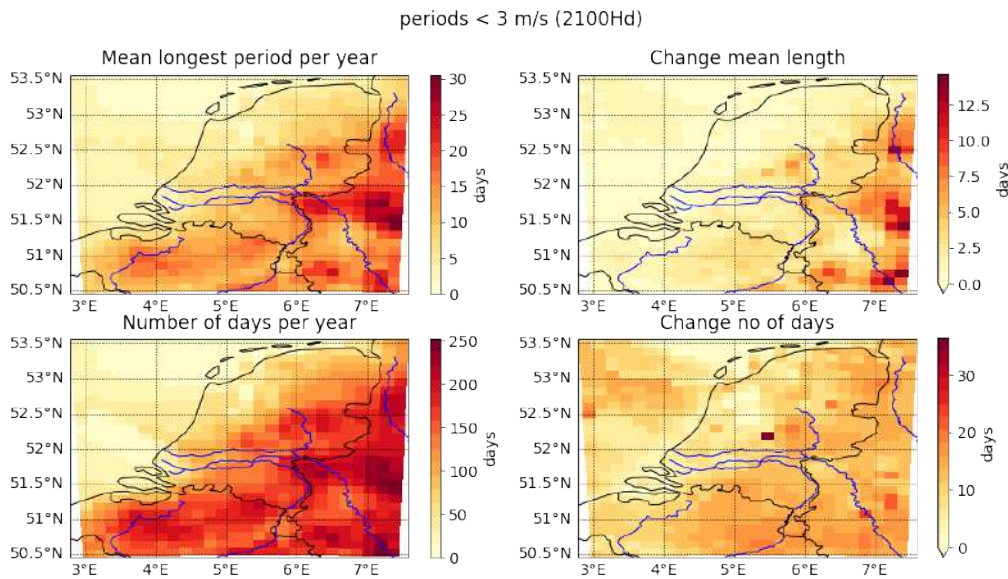 periods < 3 m/s (2100Hd)
Mean longest period per year
53.5°N
53°N
52.5°N
52°N
51.5°N
51°N
50.5°N
3°E 4°E 5°E 6°E 7°E
30
25
20
15
10
5
0
days
Change mean length
53.5°N
53°N
52.5°N
52°N
51.5°N
51°N
50.5°N
3°E 4°E 5°E 6°E 7°E
12.5
10.0
7.5
5.0
2.5
0.0
days
Number of days per year
53.5°N
53°N
52.5°N
52°N
51.5°N
51°N
50.5°N
3°E 4°E 5°E 6°E 7°E
250
200
150
100
50
0
days
Change no of days
53.5°N
53°N
52.5°N
52°N
51.5°N
51°N
50.5°N
3°E 4°E 5°E 6°E 7°E
30
20
10
0
days